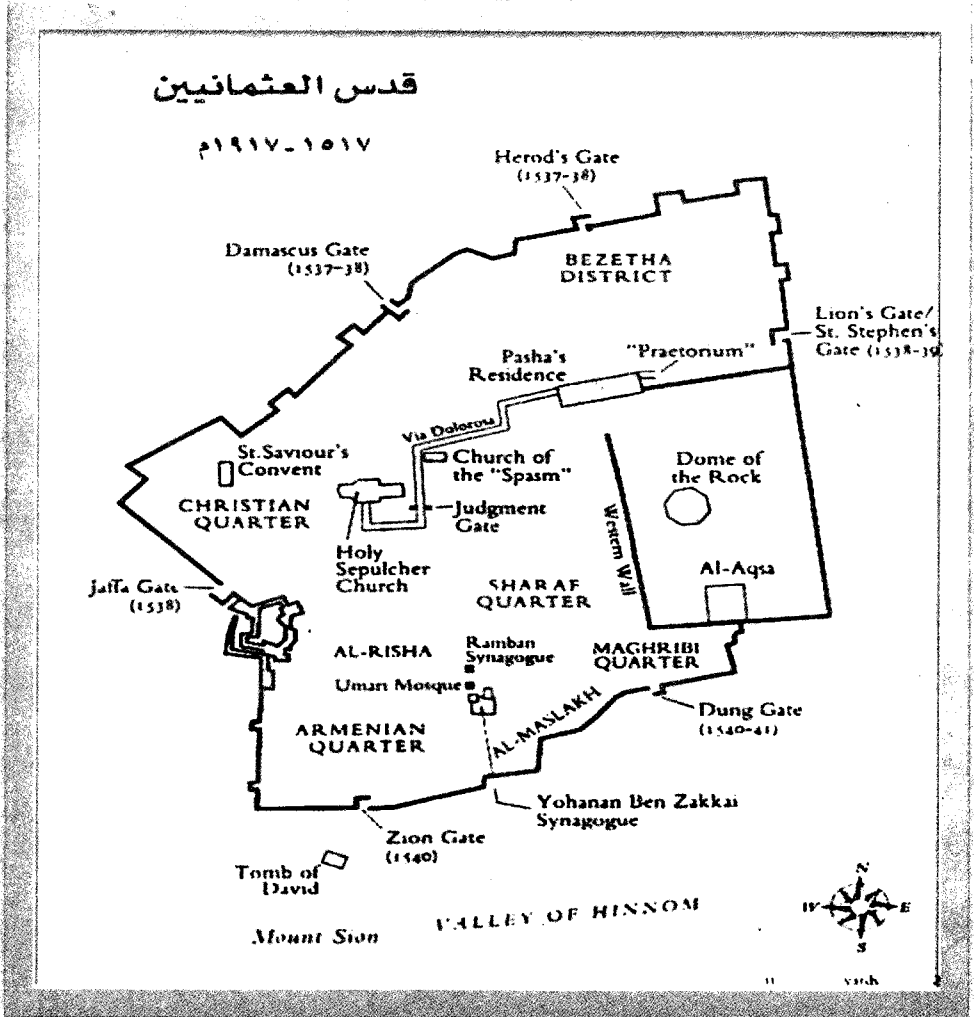 قدس العثمانيين
١٥١٧-١٩١٧م
Herod's Gate
(1537-38)
Damascus Gate
(1537-38)
BEZETHA
DISTRICT
Lion's Gate/
St. Stephen's
Gate (1538-39
Pasha's
Residence
"Praetorium"
Via Dolorosa
St.Saviour's
Convent
Church of
the "Spasm"
Dome of
the Rock
CHRISTIAN
QUARTER
Judgment
Gate
Western Wall
Holy
Sepulcher
Church
Al-Aqsa
Jaffa Gate
(1538)
SHARAF
QUARTER
AL-RISHA
Ramban
Synagogue
MAGHRIBI
QUARTER
Umari Mosque
AL-MASLAKH
Dung Gate
(1540-41)
ARMENIAN
QUARTER
Yohanan Ben Zakkai
Synagogue
Zion Gate
(1540)
Tomb of
David
VALLEY OF HINNOM
Mount Sion
N
W E
S
yards